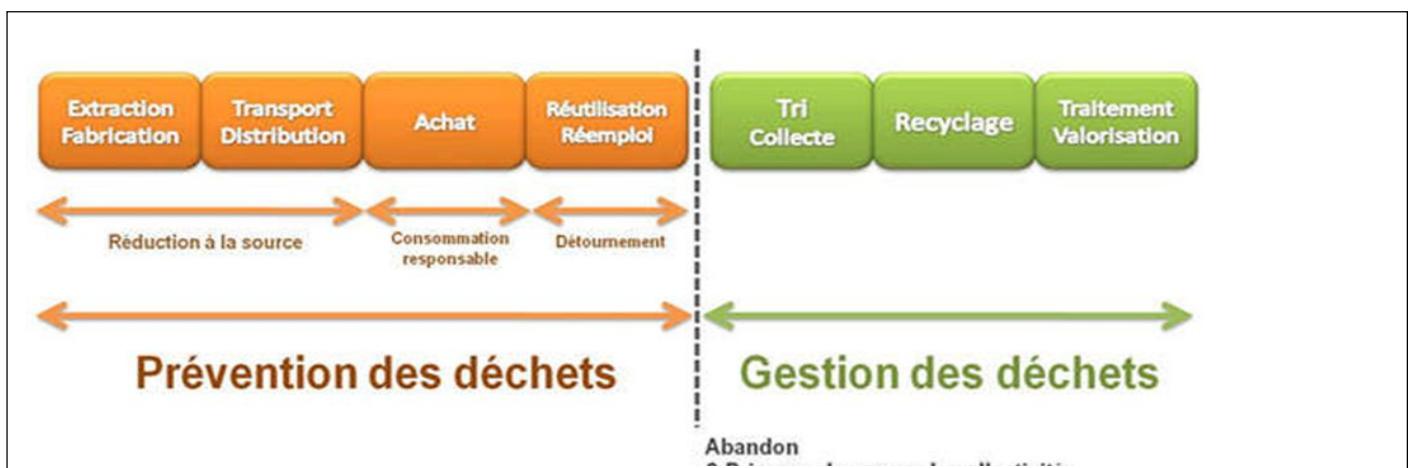 Extraction
Fabrication
Transport
Distribution
Achat
Réutilisation
Réemploi
Tri
Collecte
Recyclage
Traitement
Valorisation
Réduction à la source
Consommation
responsable
Détournement
Prévention des déchets
Gestion des déchets
Abandon